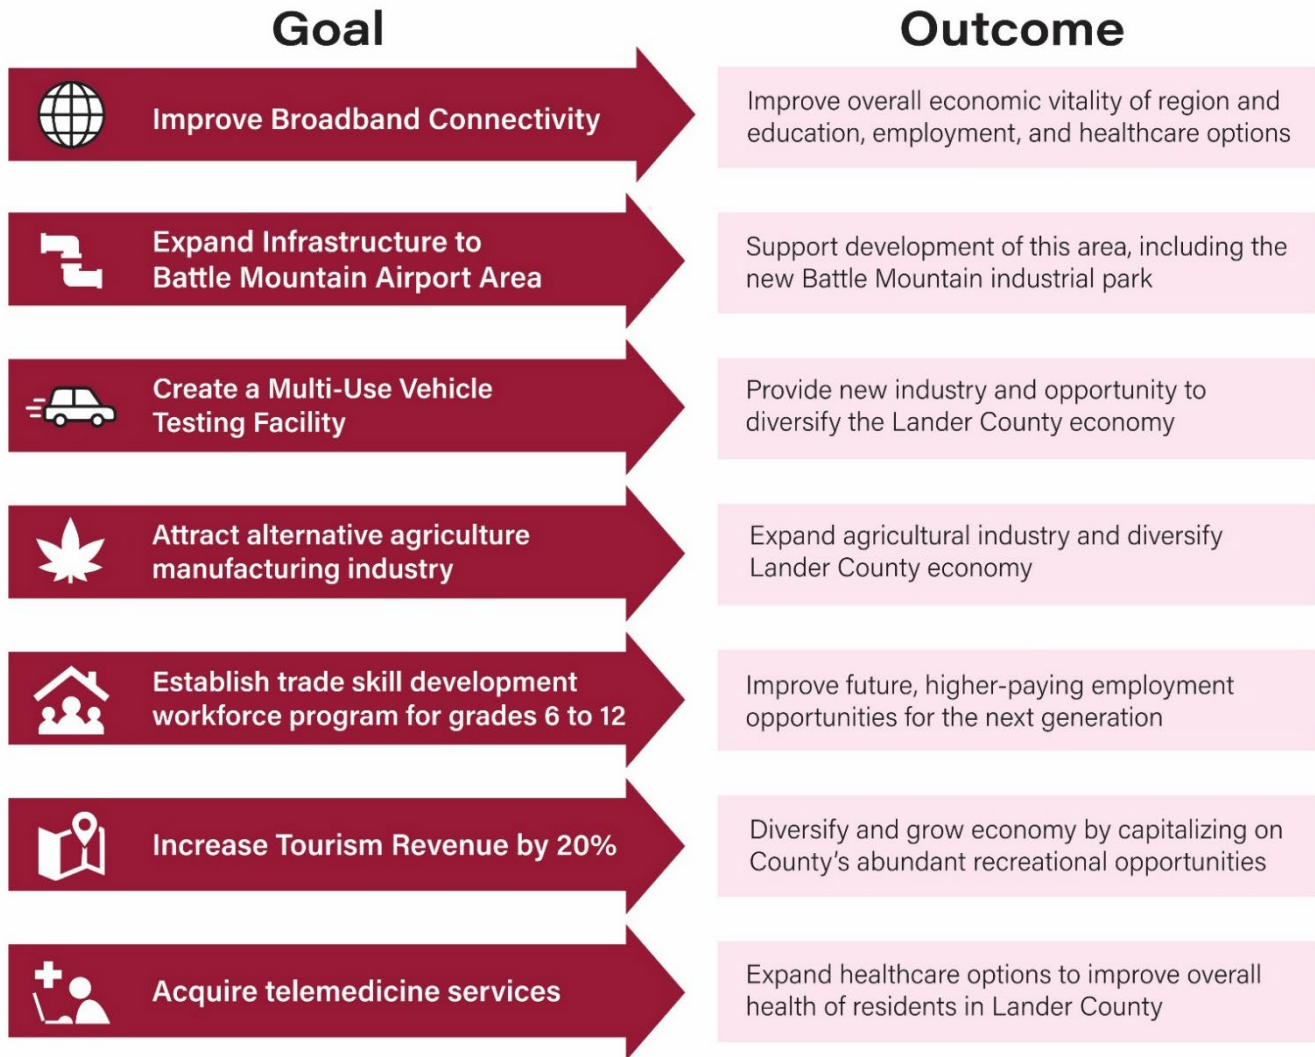 Goal
Outcome
Improve Broadband Connectivity
Improve overall economic vitality of region and
education, employment, and healthcare options
Expand Infrastructure to
Battle Mountain Airport Area
Support development of this area, including the
new Battle Mountain industrial park
Create a Multi-Use Vehicle
Testing Facility
Provide new industry and opportunity to
diversify the Lander County economy
Attract alternative agriculture
manufacturing industry
Expand agricultural industry and diversify
Lander County economy
Establish trade skill development
workforce program for grades 6 to 12
Improve future, higher-paying employment
opportunities for the next generation
Increase Tourism Revenue by 20%
Diversify and grow economy by capitalizing on
County's abundant recreational opportunities
Acquire telemedicine services
Expand healthcare options to improve overall
health of residents in Lander County